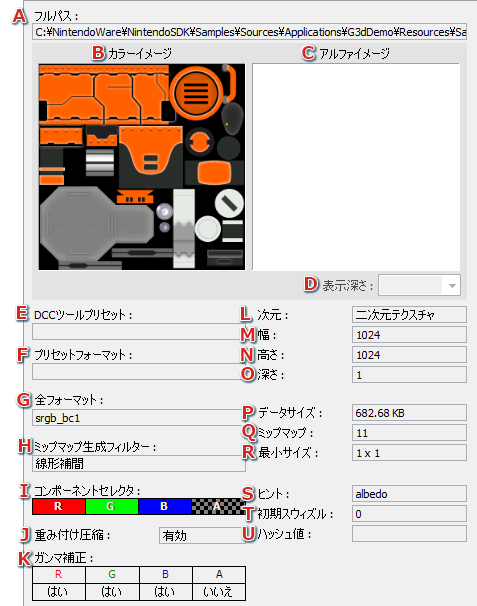 A フルパス：
C:¥NintendoWare¥NintendoSDK¥Samples¥Sources¥Applications¥G3dDemo¥Resources¥Sa
B カラーイメージ
C アルファイメージ
D 表示深さ：
E DCCツールプリセット：
F プリセットフォーマット：
G 全フォーマット：
srgb_bc1
H ミップマップ生成フィルター：
線形補間
I コンポーネントセレクタ：
R G B A
J 重み付け圧縮： 有効
K ガンマ補正：
R G B A
はい はい はい いいえ
L 次元： 二次元テクスチャ
M 幅： 1024
N 高さ： 1024
O 深さ： 1
P データサイズ： 682.68 KB
Q ミップマップ： 11
R 最小サイズ： 1 x 1
S ヒント： albedo
T 初期スウィズル： 0
U ハッシュ値：